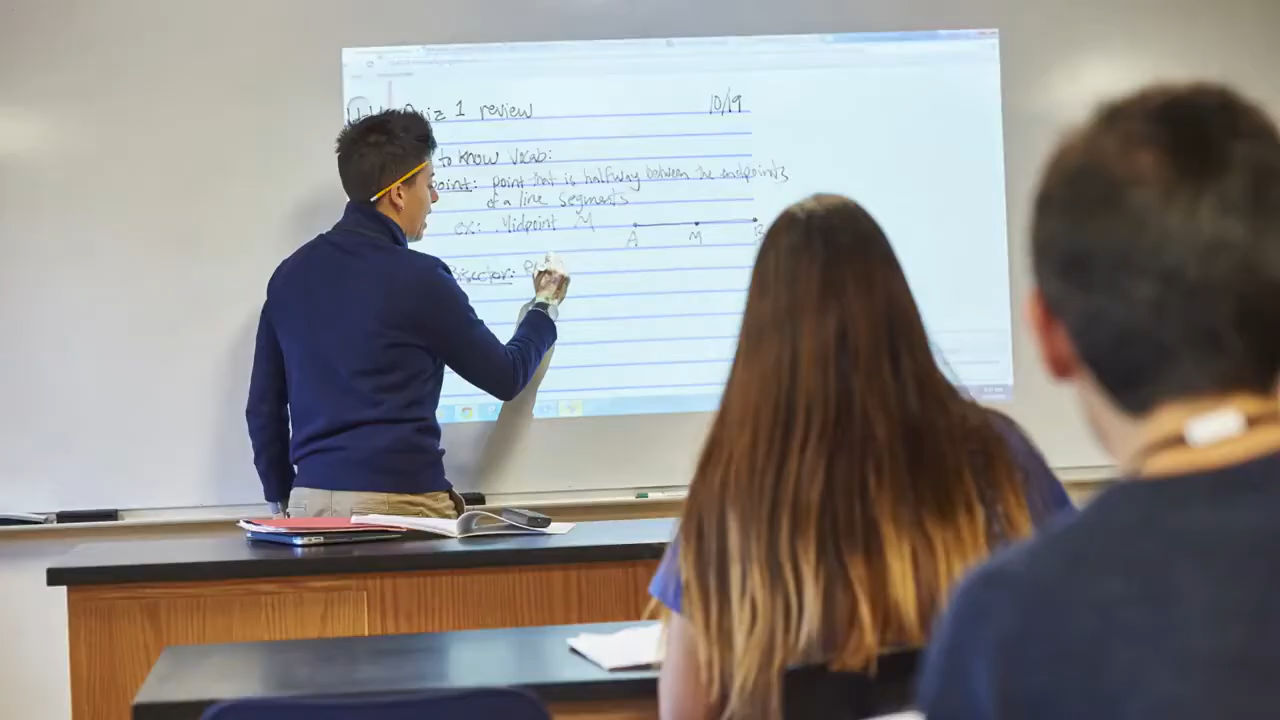 Quiz 1 review 10/19
to know Vocab:
point: point that is halfway between the endpoints
of a line segments
ex: Midpoint M
A M B
Bisector: